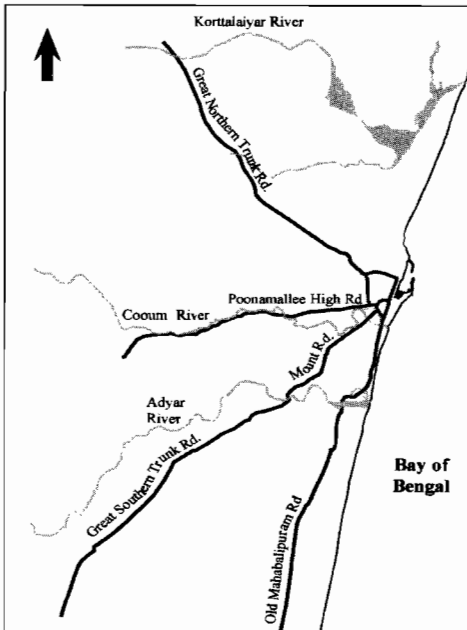 Korttalaiyar River
Great Northern Trunk Rd.
Poonamallee High Rd
Cooum River
Mount Rd.
Adyar
River
Great Southern Trunk Rd.
Bay of
Bengal
Old Mahabalipuram Rd